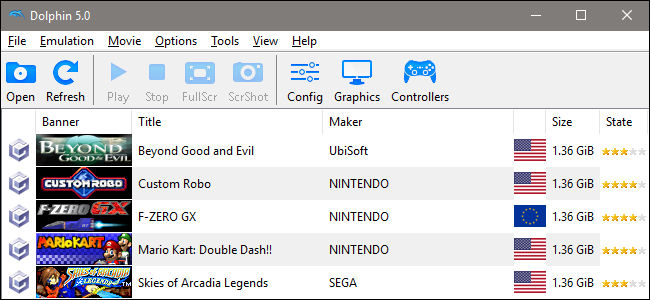 Dolphin 5.0
File Emulation Movie Options Tools View Help
Open Refresh Play Stop FullScr ScrShot Config Graphics Controllers
Banner Title Maker Size State
BEYOND GOOD & EVIL Beyond Good and Evil UbiSoft 1.36 GiB
CUSTOM ROBO Custom Robo NINTENDO 1.36 GiB
F-ZERO GX F-ZERO GX NINTENDO 1.36 GiB
MARIO KART Mario Kart: Double Dash!! NINTENDO 1.36 GiB
SKIES OF ARCADIA LEGENDS Skies of Arcadia Legends SEGA 1.36 GiB